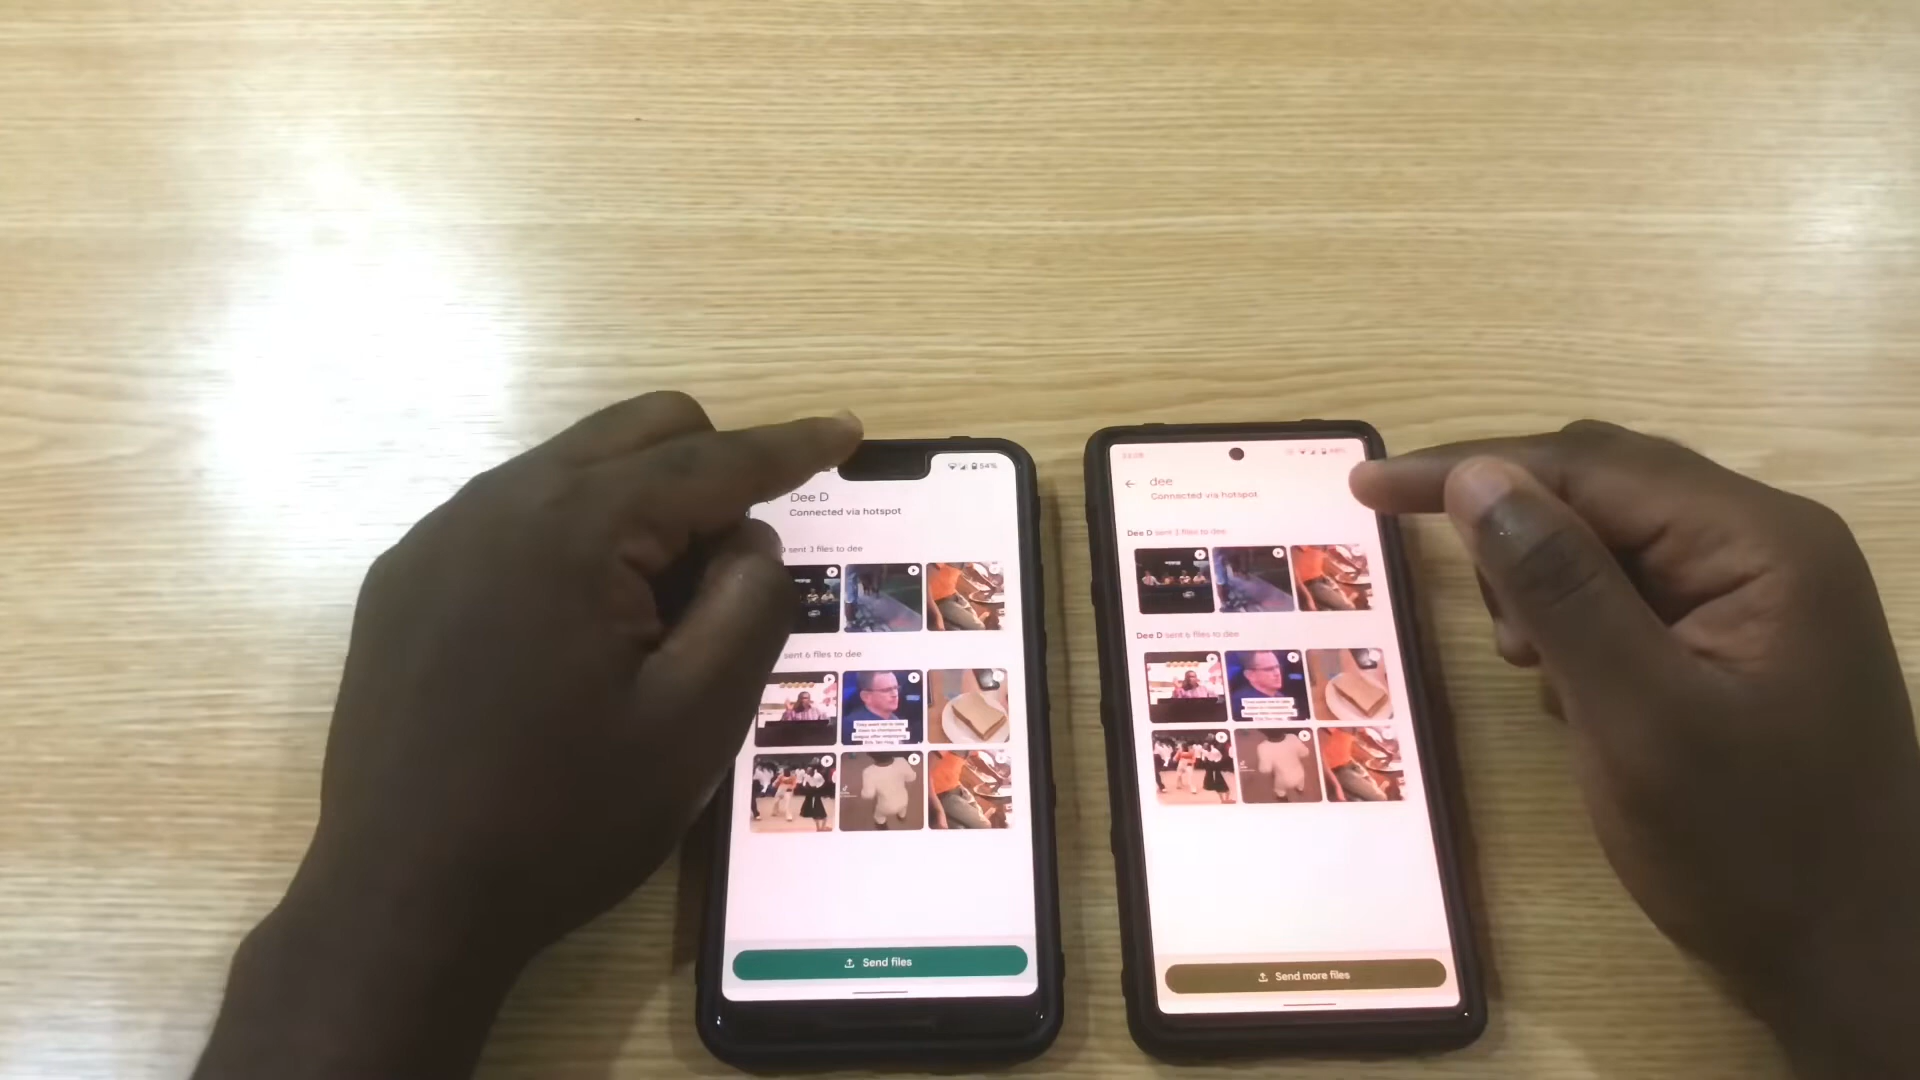 54%
Dee D
Connected via hotspot
sent 3 files to dee
sent 6 files to dee
Send files
dee
Connected via hotspot
Dee D sent 3 files to dee
Dee D sent 6 files to dee
Send more files